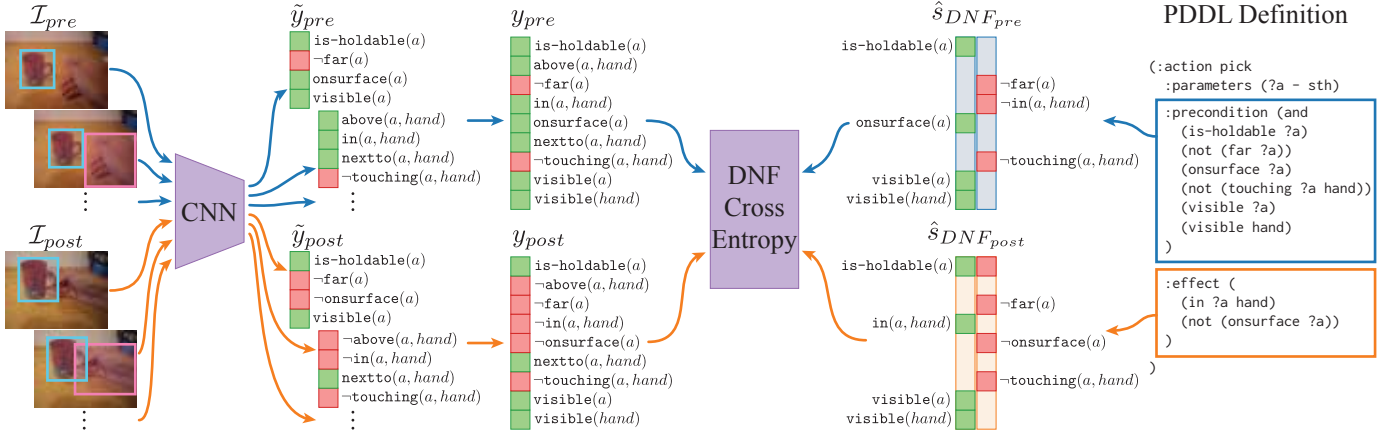 I_pre
ỹ_pre
is-holdable(a)
¬far(a)
onsurface(a)
visible(a)
above(a, hand)
in(a, hand)
nextto(a, hand)
¬touching(a, hand)
⋮
⋮
CNN
I_post
ỹ_post
is-holdable(a)
¬far(a)
¬onsurface(a)
visible(a)
¬above(a, hand)
¬in(a, hand)
nextto(a, hand)
¬touching(a, hand)
⋮
⋮
y_pre
is-holdable(a)
above(a, hand)
¬far(a)
in(a, hand)
onsurface(a)
nextto(a, hand)
¬touching(a, hand)
visible(a)
visible(hand)
y_post
is-holdable(a)
¬above(a, hand)
¬far(a)
¬in(a, hand)
¬onsurface(a)
nextto(a, hand)
¬touching(a, hand)
visible(a)
visible(hand)
DNF
Cross
Entropy
ŝ_DNF_pre
is-holdable(a)
¬far(a)
¬in(a, hand)
onsurface(a)
¬touching(a, hand)
visible(a)
visible(hand)
ŝ_DNF_post
is-holdable(a)
¬far(a)
in(a, hand)
¬onsurface(a)
¬touching(a, hand)
visible(a)
visible(hand)
PDDL Definition
(:action pick
:parameters (?a - sth)
:precondition (and
(is-holdable ?a)
(not (far ?a))
(onsurface ?a)
(not (touching ?a hand))
(visible ?a)
(visible hand)
)
:effect (
(in ?a hand)
(not (onsurface ?a))
)
)